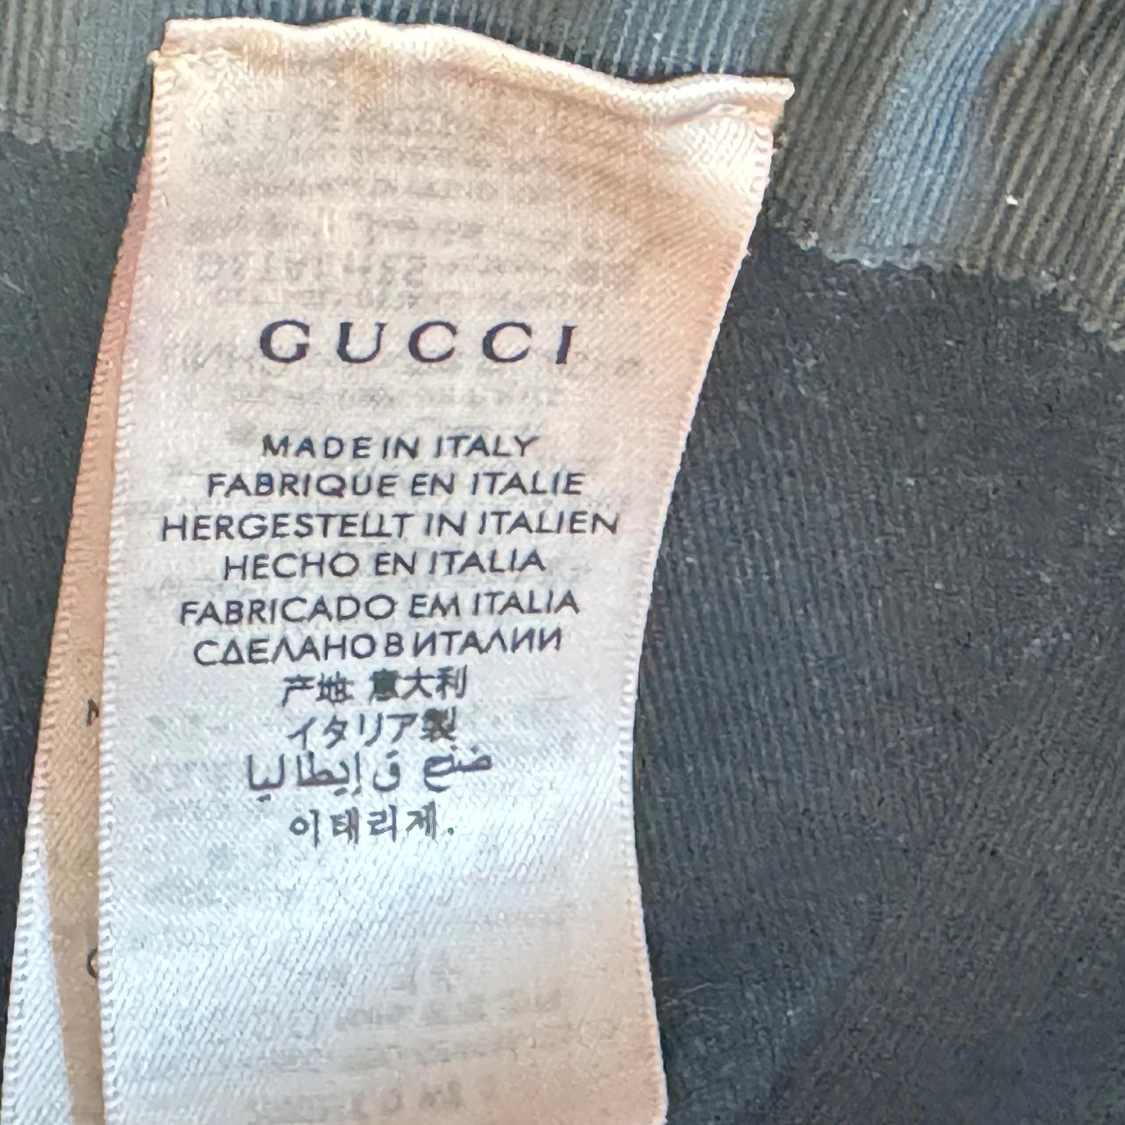 GUCCI
MADE IN ITALY
FABRIQUE EN ITALIE
HERGESTELLT IN ITALIEN
HECHO EN ITALIA
FABRICADO EM ITALIA
СДЕЛАНО В ИТАЛИИ
产地 意大利
イタリア製
صنع ق إيطاليا
이태리제.